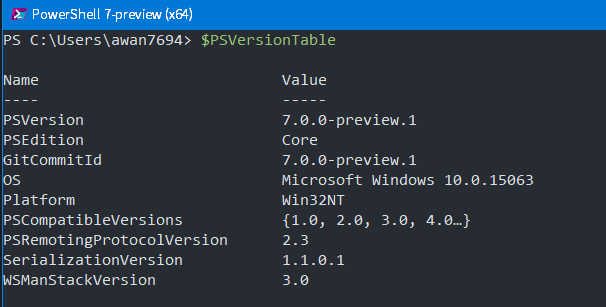 PowerShell 7-preview (x64)
PS C:\Users\awan7694> $PSVersionTable
Name Value
---- -----
PSVersion 7.0.0-preview.1
PSEdition Core
GitCommitId 7.0.0-preview.1
OS Microsoft Windows 10.0.15063
Platform Win32NT
PSCompatibleVersions {1.0, 2.0, 3.0, 4.0…}
PSRemotingProtocolVersion 2.3
SerializationVersion 1.1.0.1
WSManStackVersion 3.0